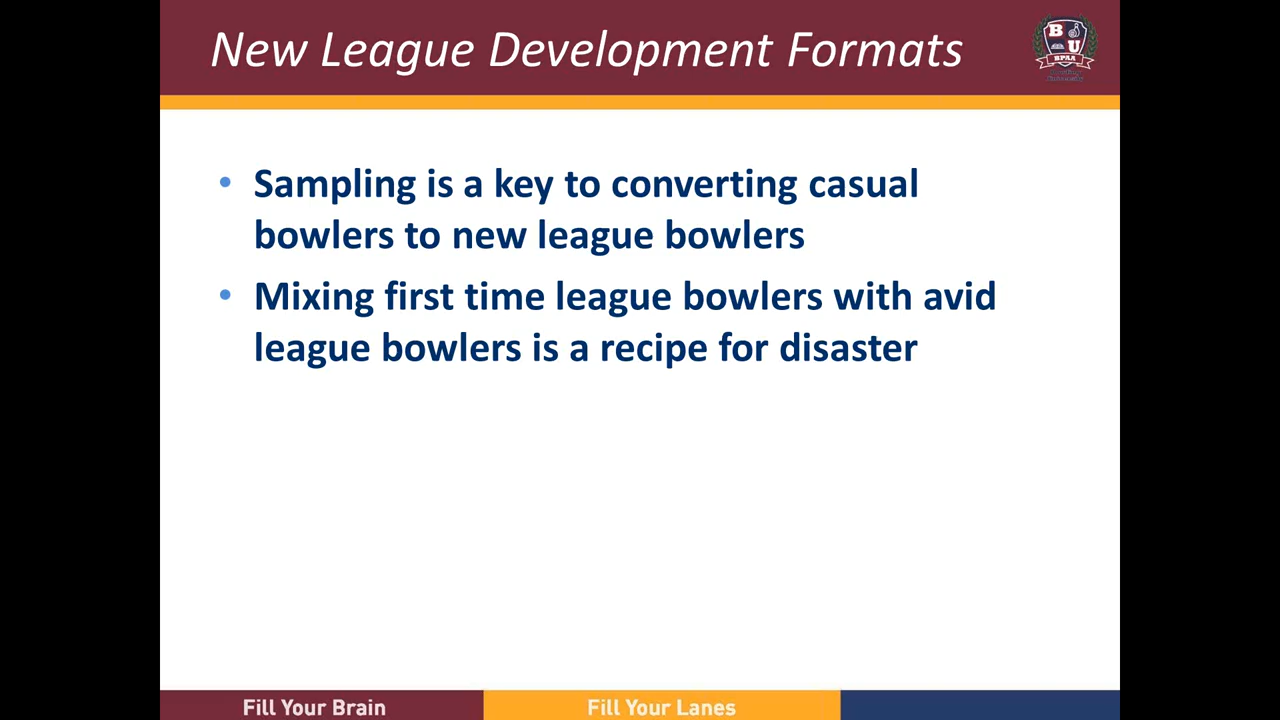 New League Development Formats
B U
BPAA
• Sampling is a key to converting casual
bowlers to new league bowlers
• Mixing first time league bowlers with avid
league bowlers is a recipe for disaster
Fill Your Brain
Fill Your Lanes